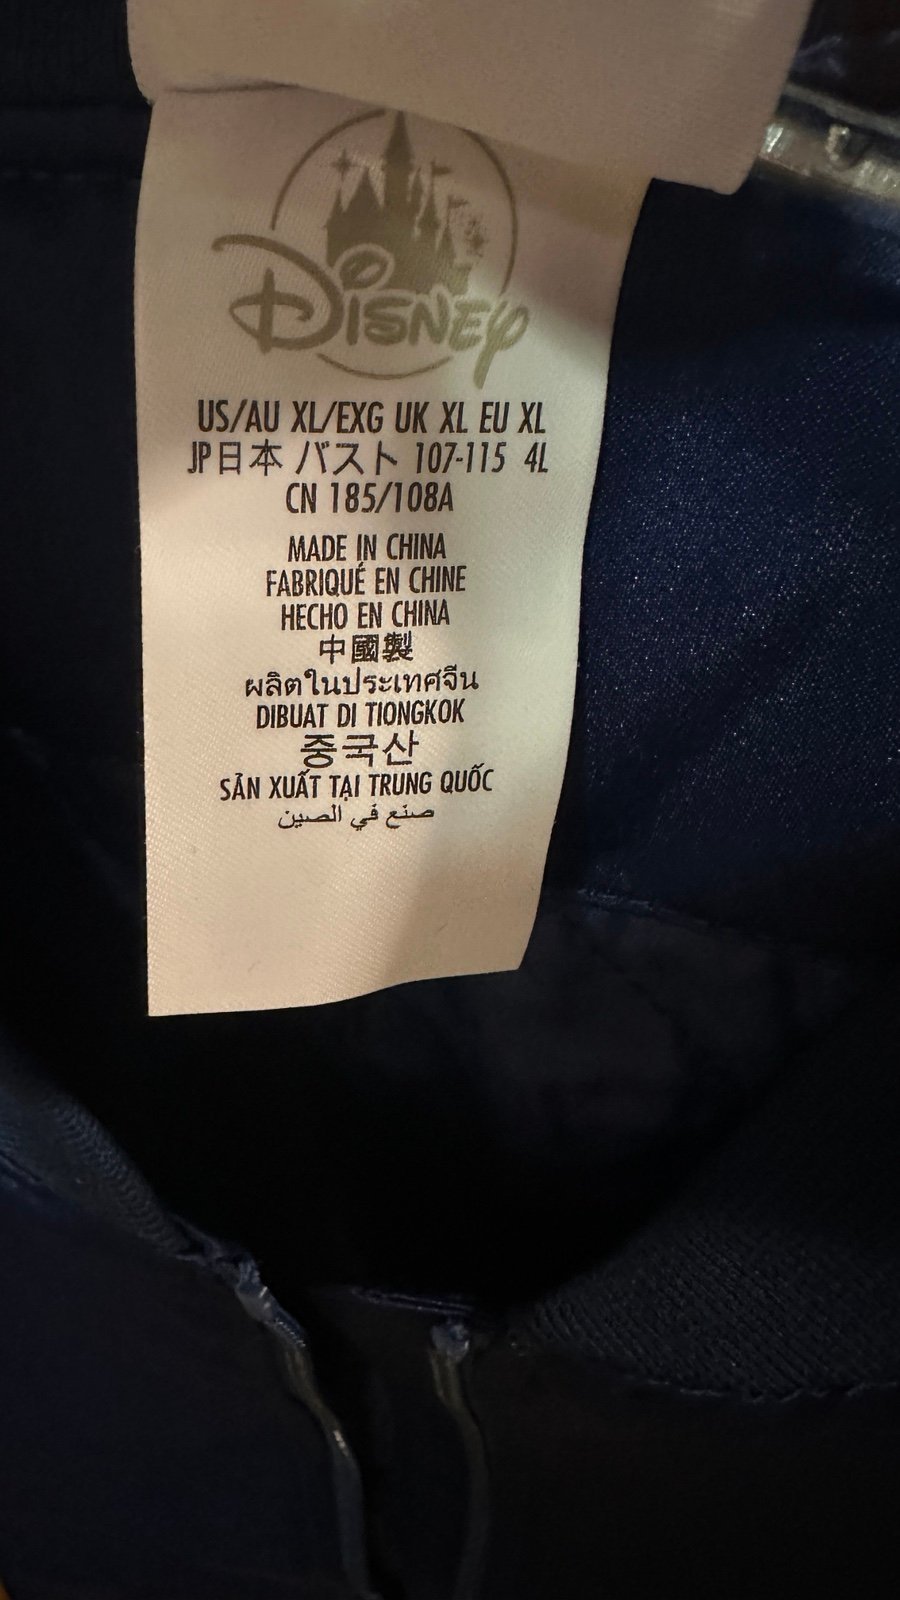 Disney
US/AU XL/EXG UK XL EU XL
JP日本 バスト 107-115 4L
CN 185/108A
MADE IN CHINA
FABRIQUÉ EN CHINE
HECHO EN CHINA
中國製
ผลิตในประเทศจีน
DIBUAT DI TIONGKOK
중국산
SẢN XUẤT TẠI TRUNG QUỐC
صنع في الصين